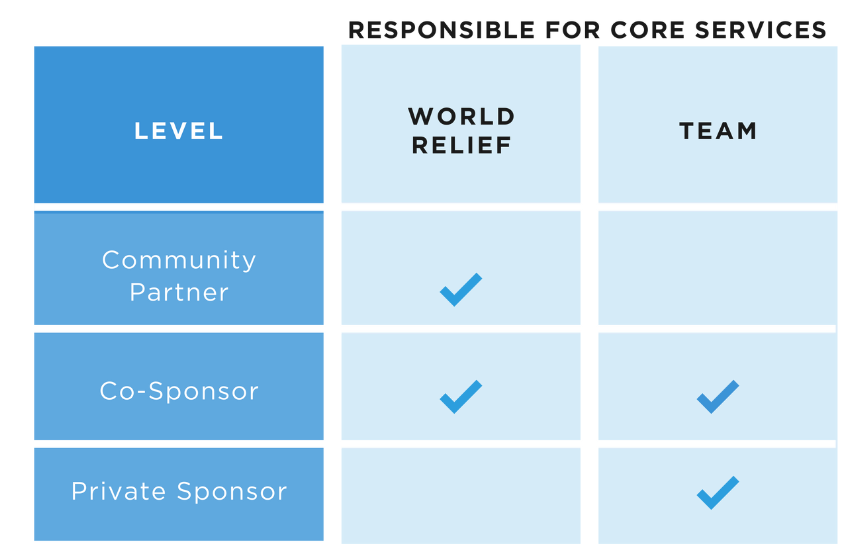 RESPONSIBLE FOR CORE SERVICES
LEVEL
WORLD
RELIEF
TEAM
Community
Partner
Co-Sponsor
Private Sponsor